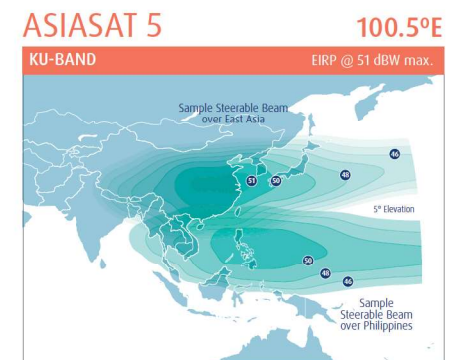 ASIASAT 5
100.5ºE
KU-BAND
EIRP @ 51 dBW max.
Sample Steerable Beam
over East Asia
46
48
51
50
5° Elevation
50
48
46
Sample
Steerable Beam
over Philippines